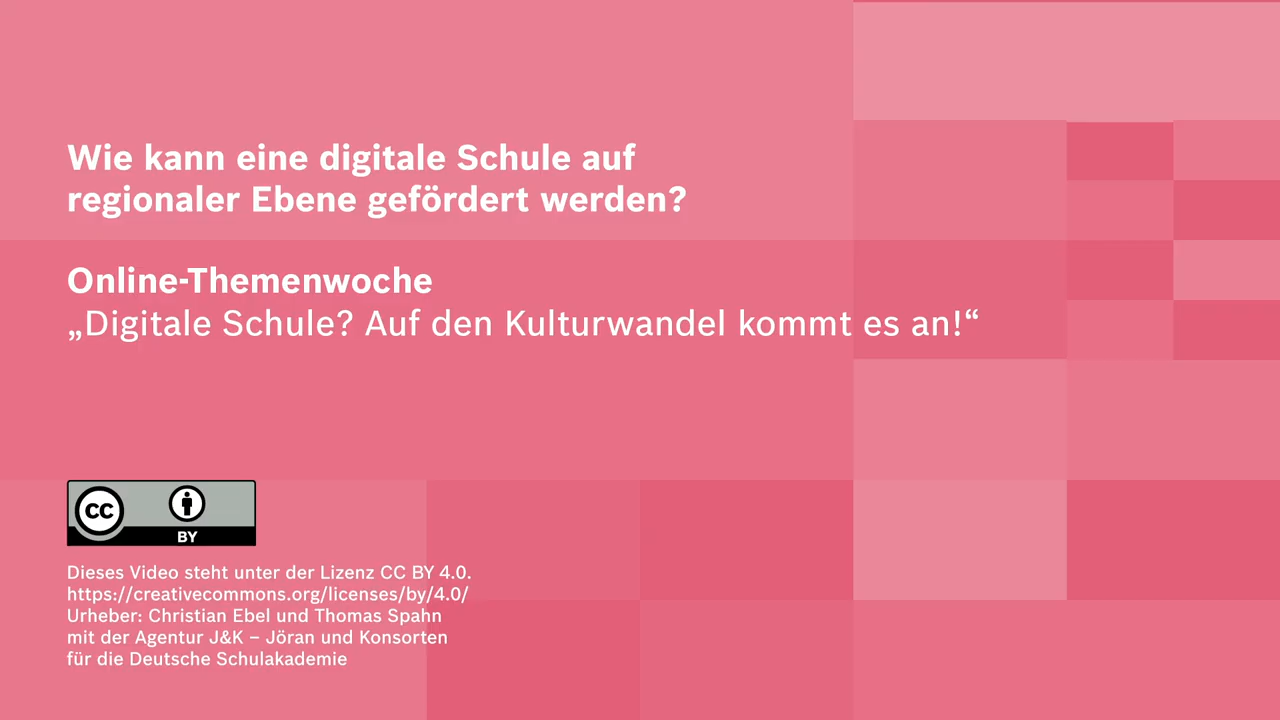 Wie kann eine digitale Schule auf
regionaler Ebene gefördert werden?
Online-Themenwoche
„Digitale Schule? Auf den Kulturwandel kommt es an!“
CC
BY
Dieses Video steht unter der Lizenz CC BY 4.0.
https://creativecommons.org/licenses/by/4.0/
Urheber: Christian Ebel und Thomas Spahn
mit der Agentur J&K – Jöran und Konsorten
für die Deutsche Schulakademie